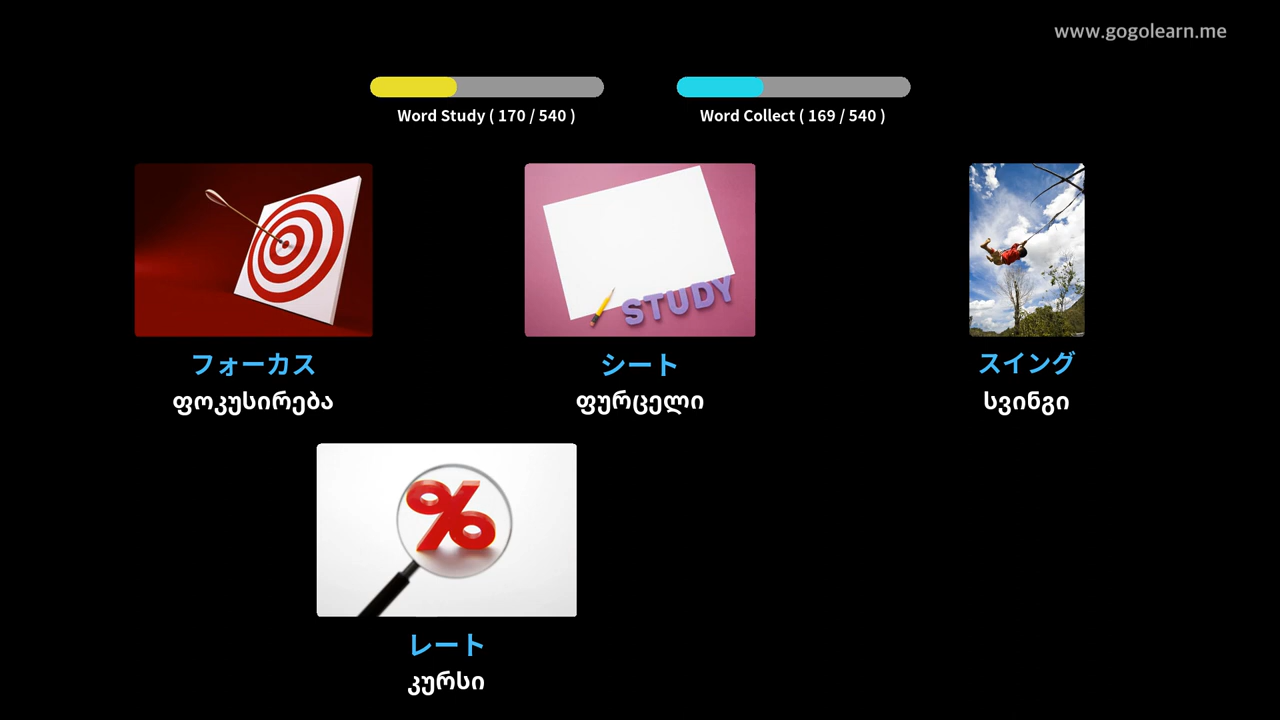 www.gogolearn.me
Word Study ( 170 / 540 )
Word Collect ( 169 / 540 )
STUDY
フォーカス
シート
スイング
ფოკუსირება
ფურცელი
სვინგი
%
レート
კურსი